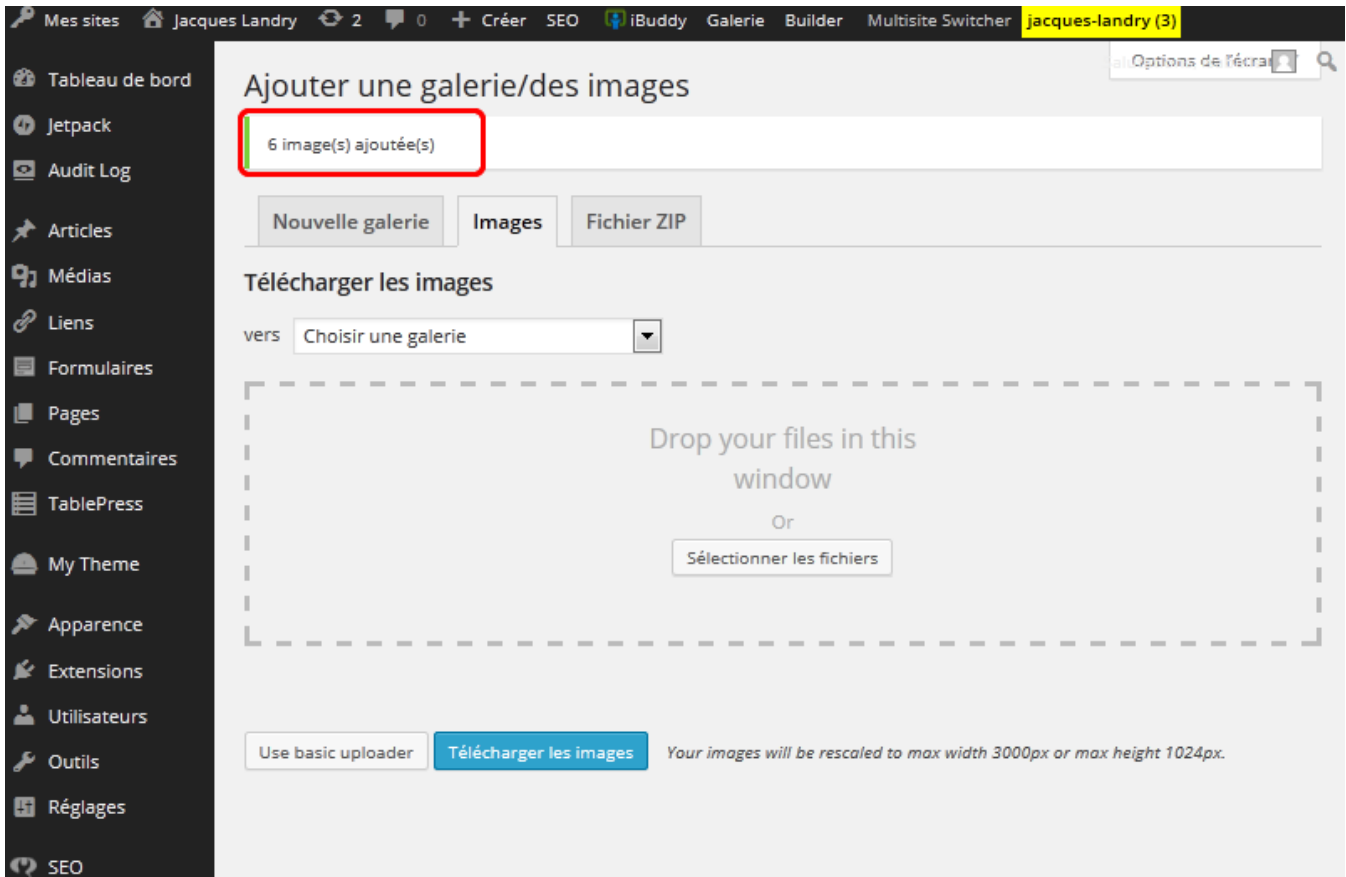 Mes sites Jacques Landry 2 0 + Créer SEO iBuddy Galerie Builder Multisite Switcher jacques-landry (3)
Options de l'écran
Tableau de bord
Jetpack
Audit Log
Articles
Médias
Liens
Formulaires
Pages
Commentaires
TablePress
My Theme
Apparence
Extensions
Utilisateurs
Outils
Réglages
SEO
Ajouter une galerie/des images
6 image(s) ajoutée(s)
Nouvelle galerie Images Fichier ZIP
Télécharger les images
vers Choisir une galerie
Drop your files in this
window
Or
Sélectionner les fichiers
Use basic uploader Télécharger les images Your images will be rescaled to max width 3000px or max height 1024px.